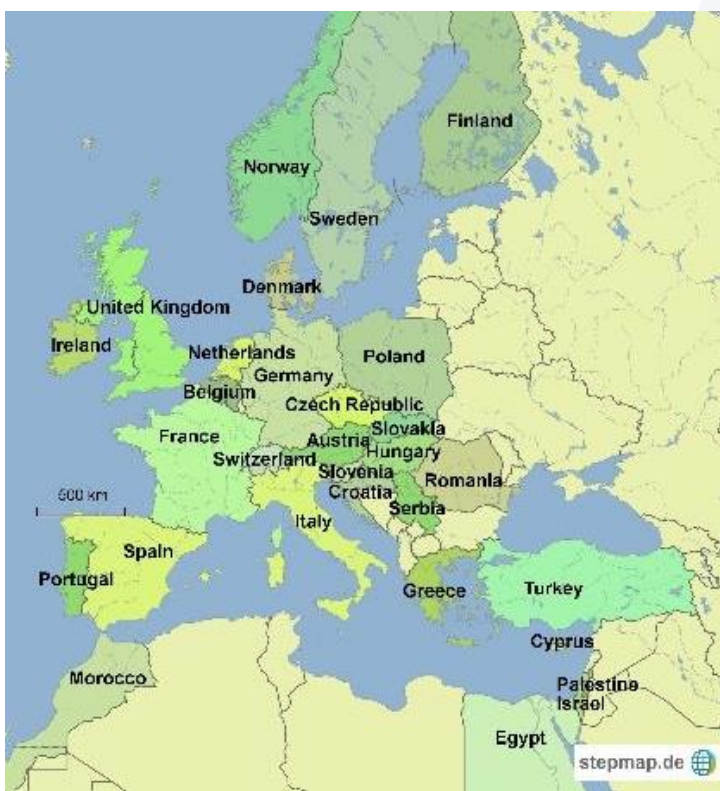 Finland
Norway
Sweden
Denmark
United Kingdom
Ireland
Netherlands
Poland
Germany
Belgium
Czech Republic
Slovakia
France
Austria
Hungary
Switzerland
Slovenia
Romania
Croatia
500 km
Serbia
Italy
Spain
Portugal
Greece
Turkey
Cyprus
Morocco
Palestine
Israel
Egypt
stepmap.de